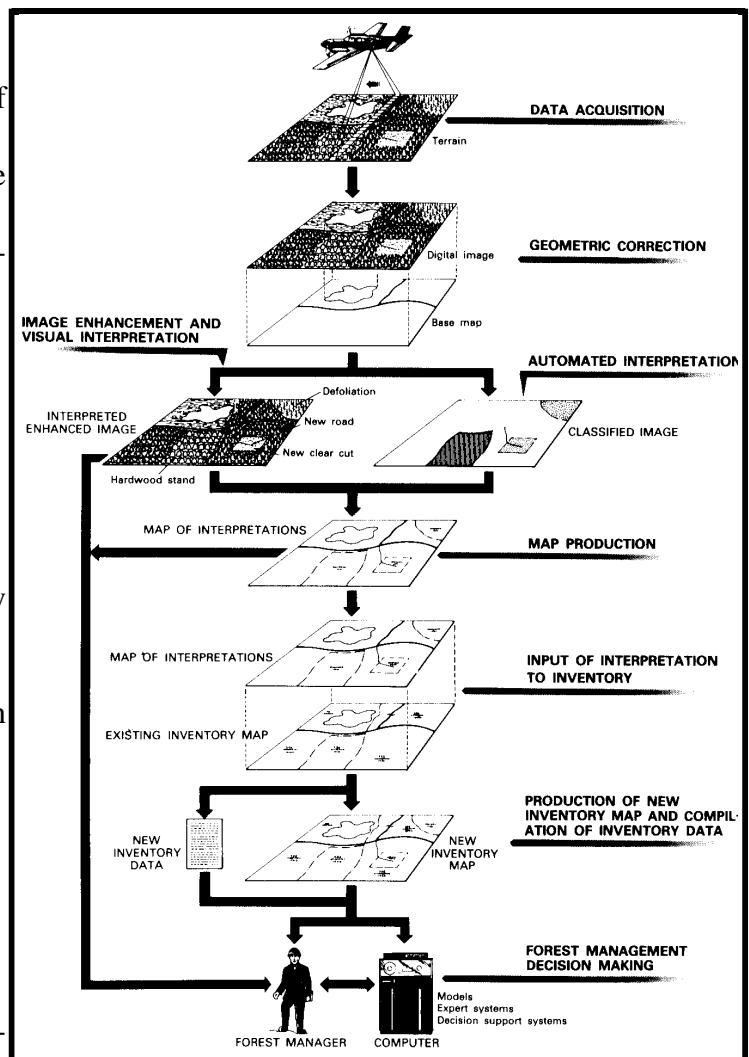 DATA ACQUISITION
Terrain
GEOMETRIC CORRECTION
Digital image
Base map
IMAGE ENHANCEMENT AND
VISUAL INTERPRETATION
AUTOMATED INTERPRETATION
Defoliation
INTERPRETED
ENHANCED IMAGE
New road
CLASSIFIED IMAGE
New clear cut
Hardwood stand
MAP OF INTERPRETATIONS
MAP PRODUCTION
MAP OF INTERPRETATIONS
INPUT OF INTERPRETATION
TO INVENTORY
EXISTING INVENTORY MAP
PRODUCTION OF NEW
INVENTORY MAP AND COMPIL-
ATION OF INVENTORY DATA
NEW
INVENTORY
DATA
NEW
INVENTORY
MAP
FOREST MANAGEMENT
DECISION MAKING
Models
Expert systems
Decision support systems
FOREST MANAGER
COMPUTER